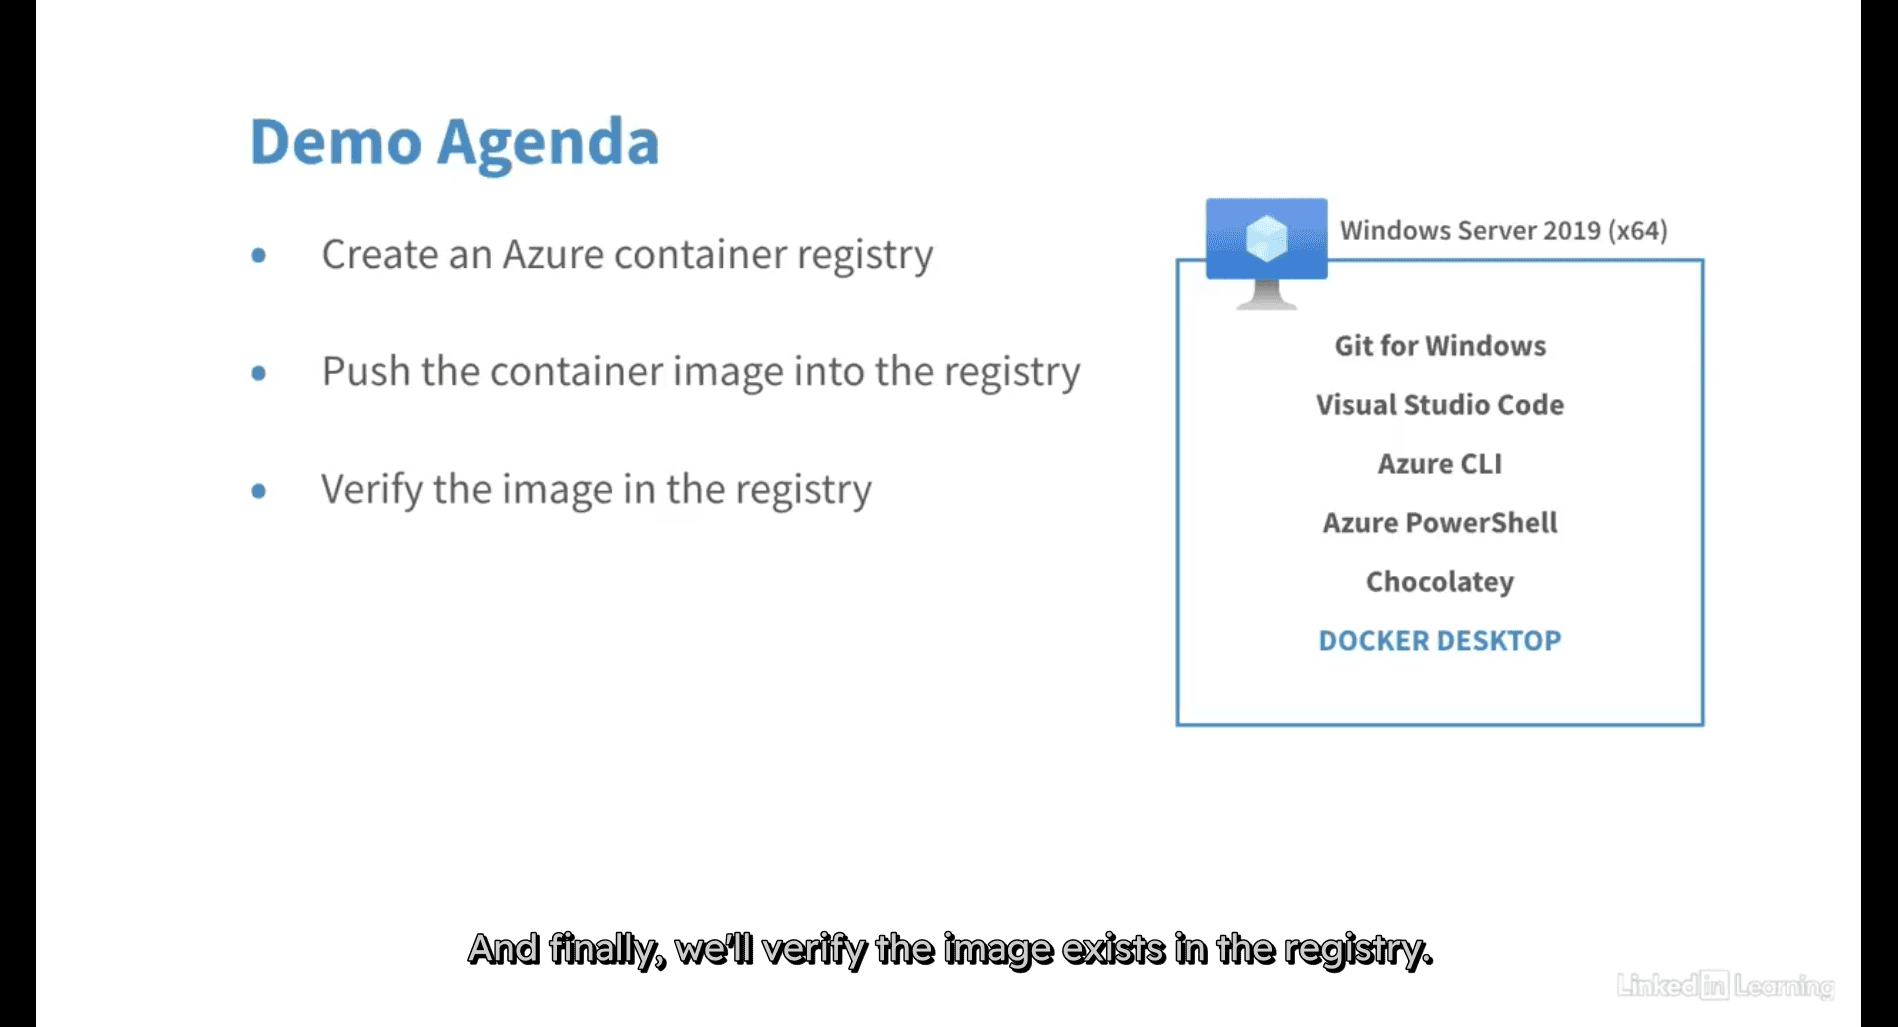 Demo Agenda
• Create an Azure container registry
• Push the container image into the registry
• Verify the image in the registry
Windows Server 2019 (x64)
Git for Windows
Visual Studio Code
Azure CLI
Azure PowerShell
Chocolatey
DOCKER DESKTOP
And finally, we'll verify the image exists in the registry.
Linked in Learning